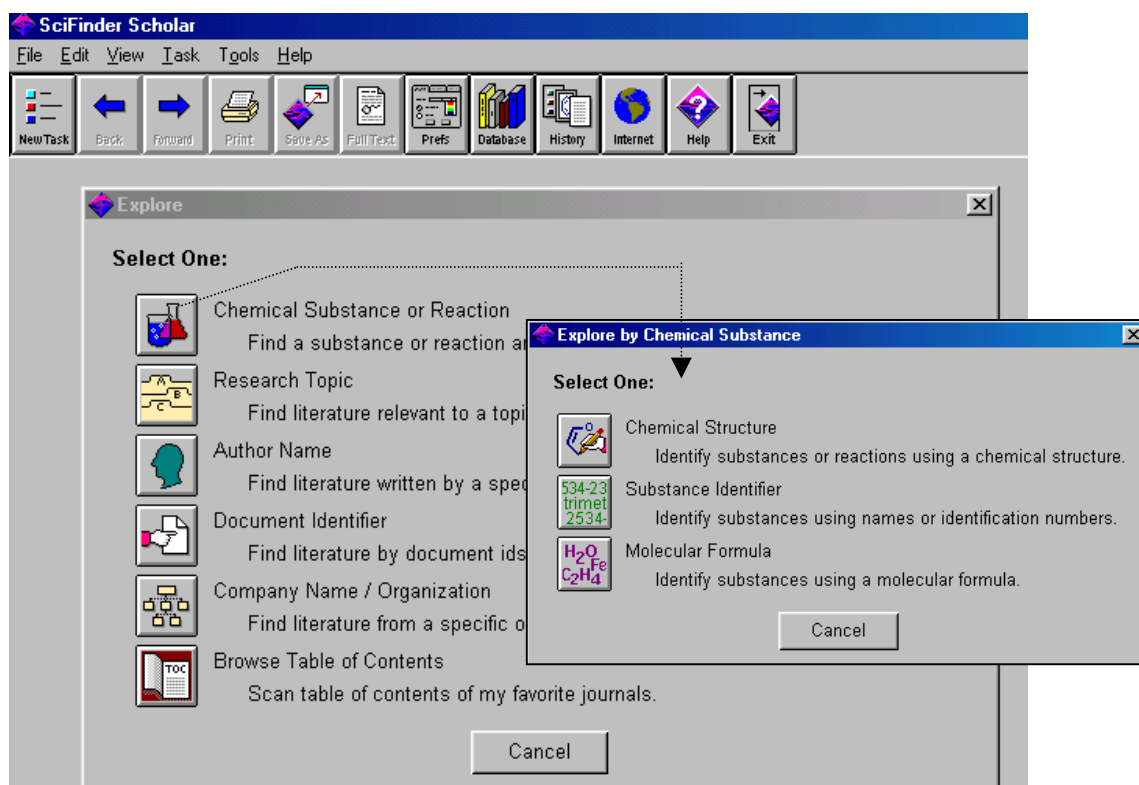 SciFinder Scholar
File Edit View Task Tools Help
New Task Back Forward Print Save As Full Text Prefs Database History Internet Help Exit
Explore
Select One:
Chemical Substance or Reaction
Find a substance or reaction
Research Topic
Find literature relevant to a topi
Author Name
Find literature written by a spec
Document Identifier
Find literature by document ids
Company Name / Organization
Find literature from a specific o
TOC
Browse Table of Contents
Scan table of contents of my favorite journals.
Cancel
A
B
C
Explore by Chemical Substance
Select One:
Chemical Structure
Identify substances or reactions using a chemical structure.
534-23
trimet
2534-
Substance Identifier
Identify substances using names or identification numbers.
H2O
Fe
C2H4
Molecular Formula
Identify substances using a molecular formula.
Cancel